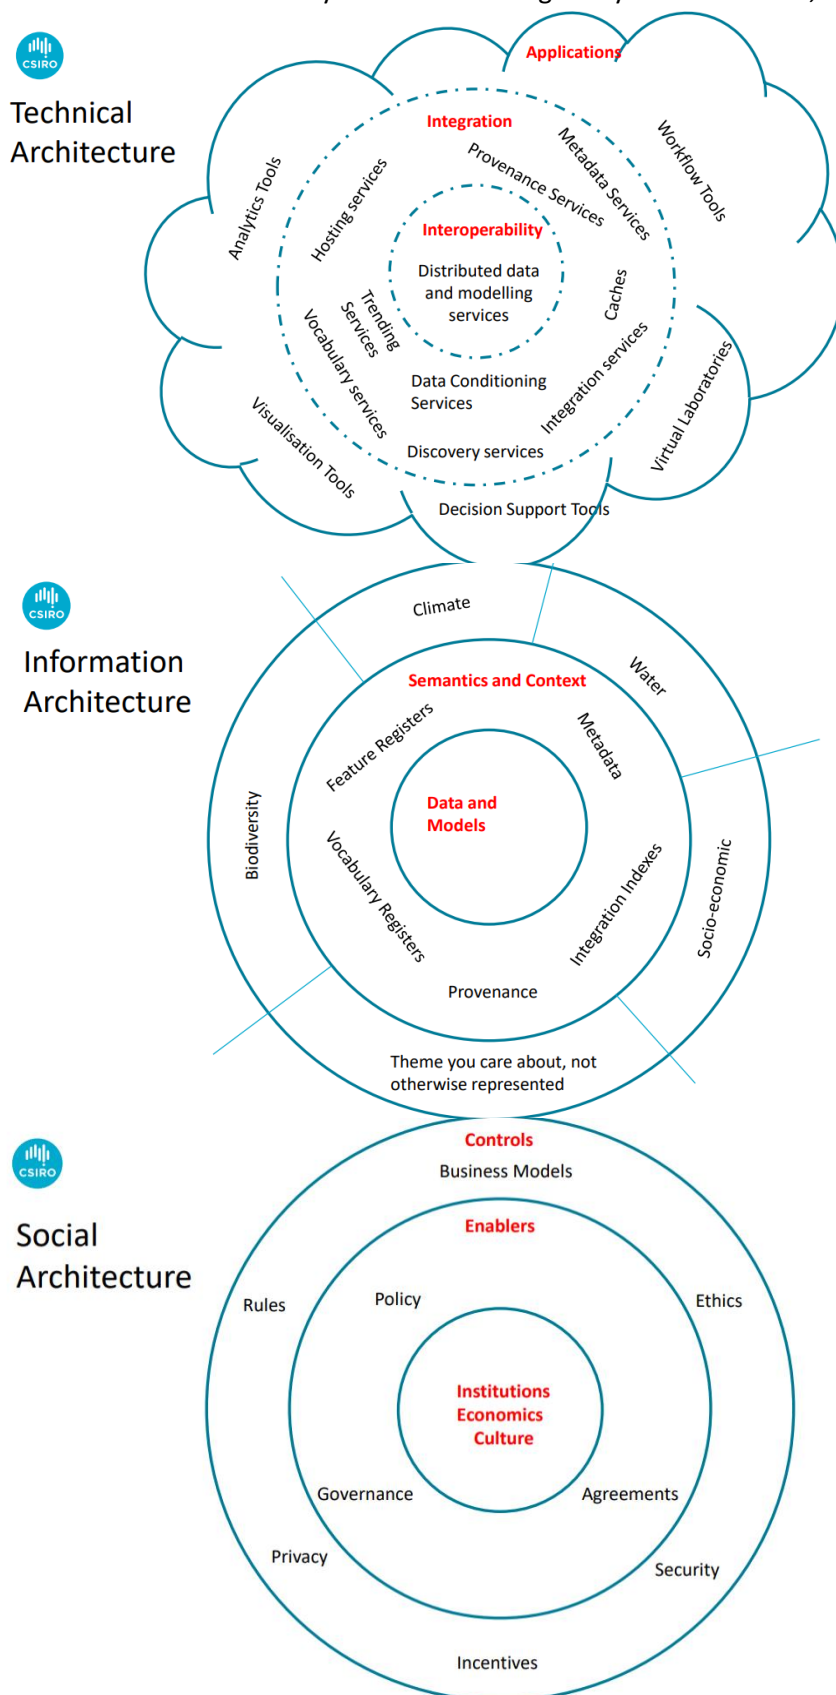 CSIRO
Technical
Architecture
Applications
Integration
Provenance Services
Metadata Services
Workflow Tools
Analytics Tools
Hosting services
Interoperability
Distributed data
and modelling
services
Caches
Trending
Services
Vocabulary services
Data Conditioning
Services
Integration services
Virtual Laboratories
Visualisation Tools
Discovery services
Decision Support Tools
CSIRO
Information
Architecture
Climate
Water
Semantics and Context
Feature Registers
Metadata
Data and
Models
Biodiversity
Vocabulary Registers
Integration Indexes
Socio-economic
Provenance
Theme you care about, not
otherwise represented
CSIRO
Social
Architecture
Controls
Business Models
Enablers
Rules
Policy
Ethics
Institutions
Economics
Culture
Governance
Agreements
Privacy
Security
Incentives